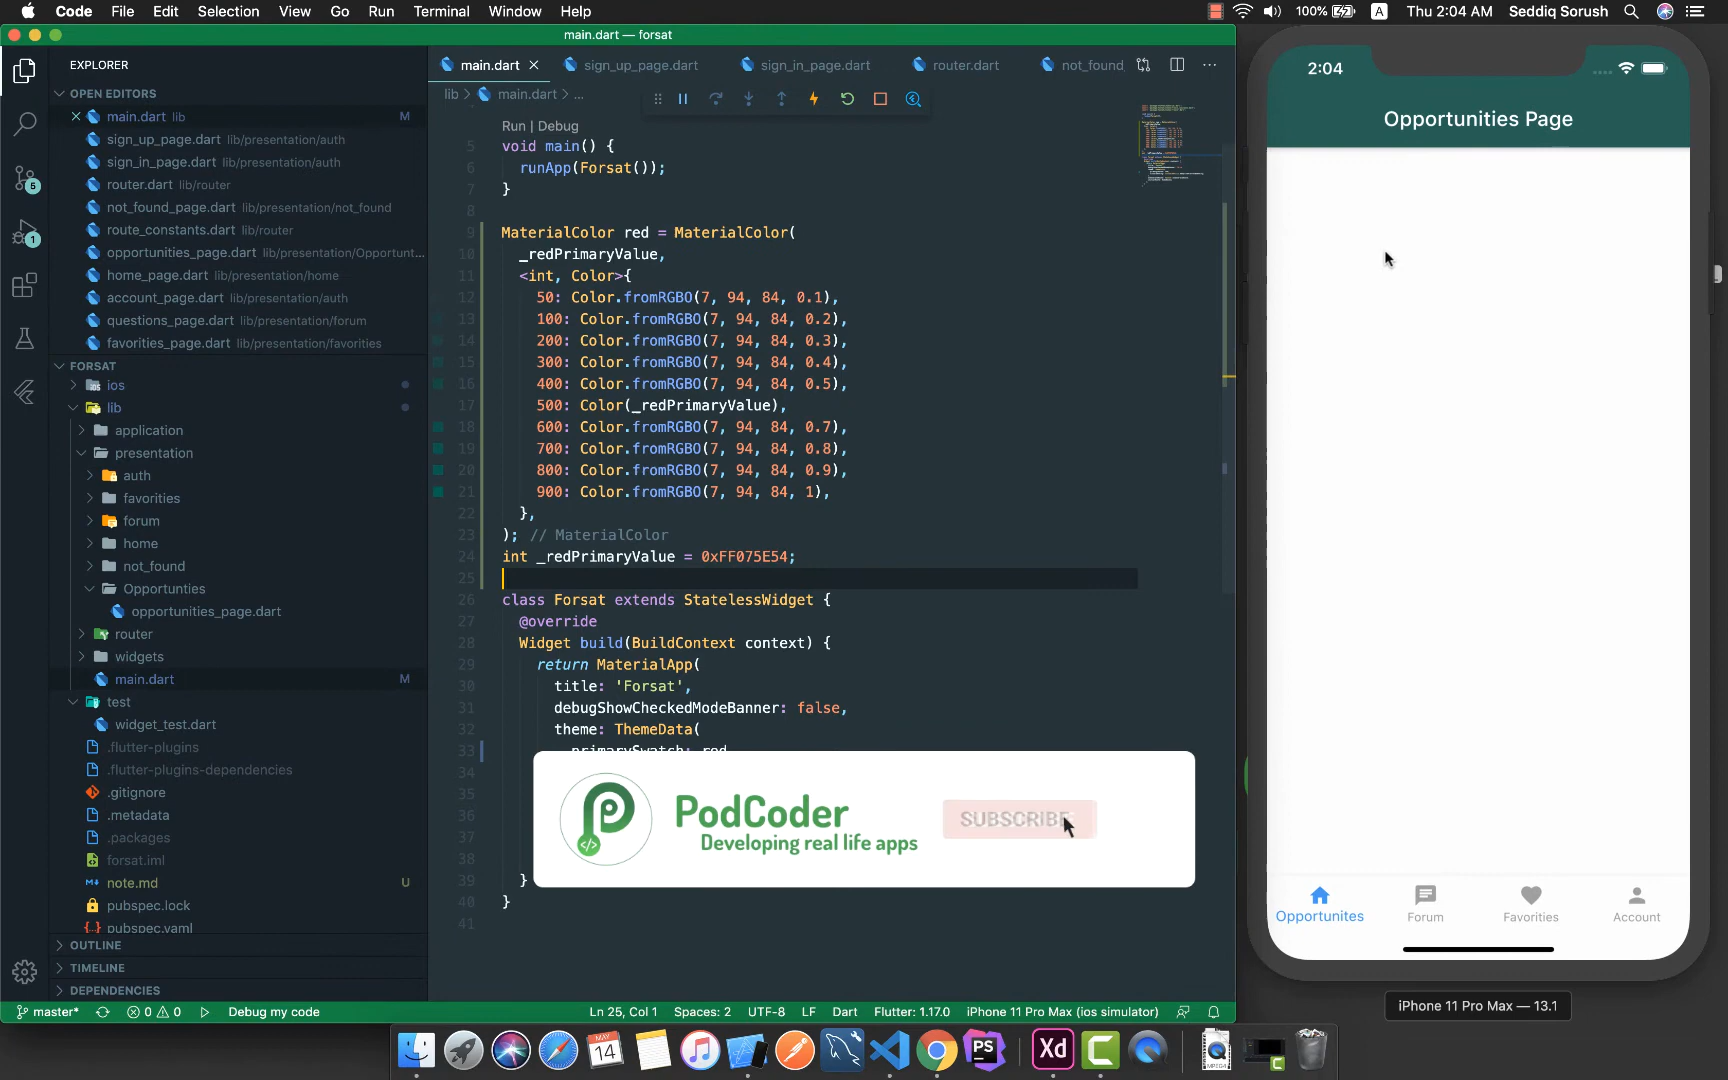 Code File Edit Selection View Go Run Terminal Window Help
100% A Thu 2:04 AM Seddiq Sorush
main.dart — forsat
EXPLORER
OPEN EDITORS
main.dart lib M
sign_up_page.dart lib/presentation/auth
sign_in_page.dart lib/presentation/auth
router.dart lib/router
not_found_page.dart lib/presentation/not_found
route_constants.dart lib/router
opportunities_page.dart lib/presentation/Opportunt...
home_page.dart lib/presentation/home
account_page.dart lib/presentation/auth
questions_page.dart lib/presentation/forum
favorities_page.dart lib/presentation/favorities
FORSAT
ios
lib
application
presentation
auth
favorities
forum
home
not_found
Opportunties
opportunities_page.dart
router
widgets
main.dart M
test
widget_test.dart
.flutter-plugins
.flutter-plugins-dependencies
.gitignore
.metadata
.packages
forsat.iml
note.md U
pubspec.lock
pubspec.yaml
OUTLINE
TIMELINE
DEPENDENCIES
5
1
main.dart sign_up_page.dart sign_in_page.dart router.dart not_found
lib > main.dart > ...
Run | Debug
5 void main() {
6 runApp(Forsat());
7 }
8
9 MaterialColor red = MaterialColor(
10 _redPrimaryValue,
11 <int, Color>{
12 50: Color.fromRGBO(7, 94, 84, 0.1),
13 100: Color.fromRGBO(7, 94, 84, 0.2),
14 200: Color.fromRGBO(7, 94, 84, 0.3),
15 300: Color.fromRGBO(7, 94, 84, 0.4),
16 400: Color.fromRGBO(7, 94, 84, 0.5),
17 500: Color(_redPrimaryValue),
18 600: Color.fromRGBO(7, 94, 84, 0.7),
19 700: Color.fromRGBO(7, 94, 84, 0.8),
20 800: Color.fromRGBO(7, 94, 84, 0.9),
21 900: Color.fromRGBO(7, 94, 84, 1),
22 },
23 ); // MaterialColor
24 int _redPrimaryValue = 0xFF075E54;
25
26 class Forsat extends StatelessWidget {
27 @override
28 Widget build(BuildContext context) {
29 return MaterialApp(
30 title: 'Forsat',
31 debugShowCheckedModeBanner: false,
32 theme: ThemeData(
33 primarySwatch: red
34
35
36
37
38
39 }
40 }
41
PodCoder
Developing real life apps
SUBSCRIBE
master* 0 0 Debug my code
Ln 25, Col 1 Spaces: 2 UTF-8 LF Dart Flutter: 1.17.0 iPhone 11 Pro Max (ios simulator)
2:04
Opportunities Page
Opportunites Forum Favorities Account
iPhone 11 Pro Max — 13.1
MAY
14
PS
Xd
C